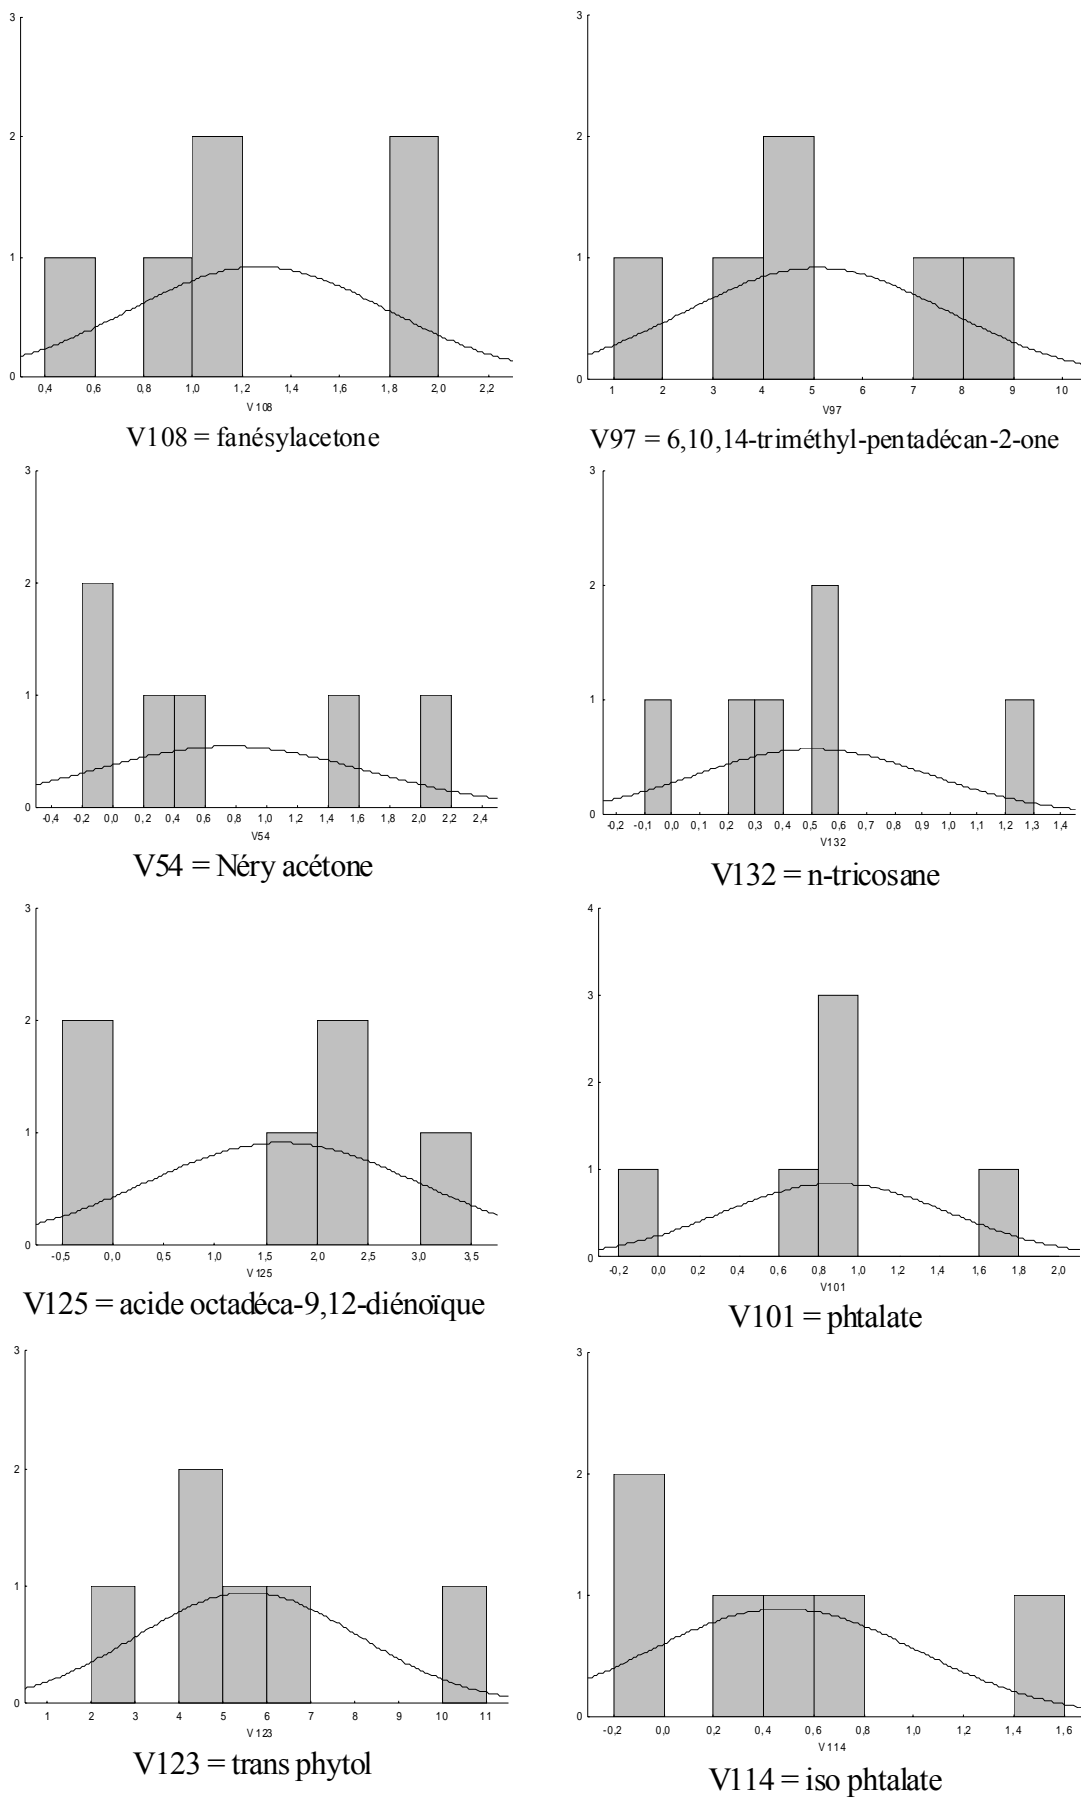 3
2
1
0
0,4 0,6 0,8 1,0 1,2 1,4 1,6 1,8 2,0 2,2
V 108
V108 = fanésylacetone
3
2
1
0
1 2 3 4 5 6 7 8 9 10
V97
V97 = 6,10,14-triméthyl-pentadécan-2-one
3
2
1
0
-0,4 -0,2 0,0 0,2 0,4 0,6 0,8 1,0 1,2 1,4 1,6 1,8 2,0 2,2 2,4
V54
V54 = Néry acétone
3
2
1
0
-0,2 -0,1 0,0 0,1 0,2 0,3 0,4 0,5 0,6 0,7 0,8 0,9 1,0 1,1 1,2 1,3 1,4
V132
V132 = n-tricosane
3
2
1
0
-0,5 0,0 0,5 1,0 1,5 2,0 2,5 3,0 3,5
V 125
V125 = acide octadéca-9,12-diénoïque
4
3
2
1
0
-0,2 0,0 0,2 0,4 0,6 0,8 1,0 1,2 1,4 1,6 1,8 2,0
V101
V101 = phtalate
3
2
1
0
1 2 3 4 5 6 7 8 9 10 11
V 123
V123 = trans phytol
3
2
1
0
-0,2 0,0 0,2 0,4 0,6 0,8 1,0 1,2 1,4 1,6
V 114
V114 = iso phtalate